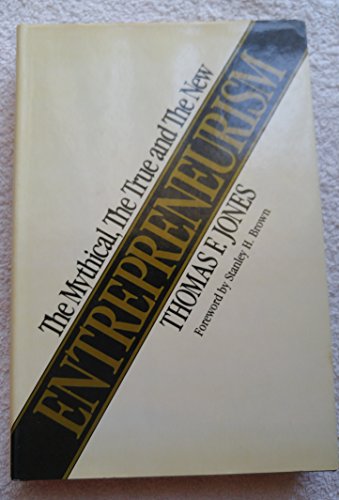 The Mythical, The True and The New
ENTREPRENEURISM
THOMAS F. JONES
Foreword by Stanley H. Brown